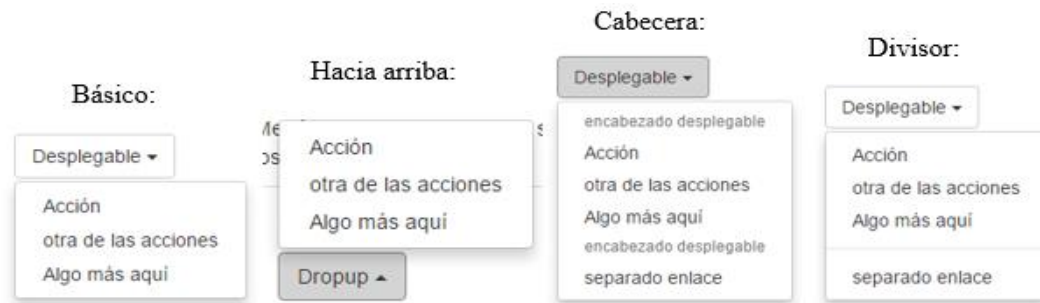 Básico:
Desplegable
Acción
otra de las acciones
Algo más aquí
Hacia arriba:
Acción
otra de las acciones
Algo más aquí
Dropup
Cabecera:
Desplegable
encabezado desplegable
Acción
otra de las acciones
Algo más aquí
encabezado desplegable
separado enlace
Divisor:
Desplegable
Acción
otra de las acciones
Algo más aquí
separado enlace